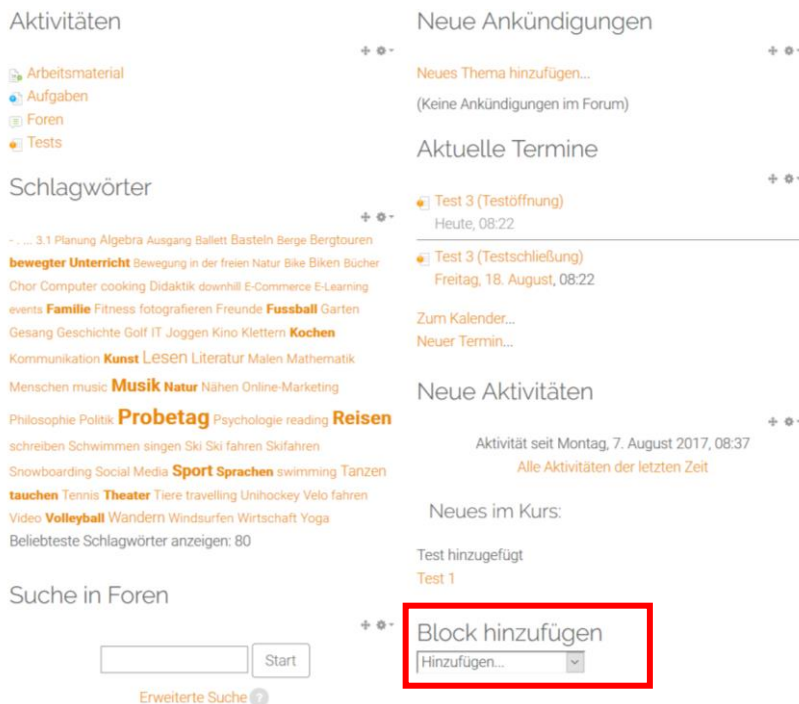 Aktivitäten
Arbeitsmaterial
Aufgaben
Foren
Tests
Schlagwörter
- . ... 3.1 Planung Algebra Ausgang Ballett Basteln Berge Bergtouren
bewegter Unterricht Bewegung in der freien Natur Bike Biken Bücher
Chor Computer cooking Didaktik downhill E-Commerce E-Learning
events Familie Fitness fotografieren Freunde Fussball Garten
Gesang Geschichte Golf IT Joggen Kino Klettern Kochen
Kommunikation Kunst Lesen Literatur Malen Mathematik
Menschen music Musik Natur Nähen Online-Marketing
Philosophie Politik Probetag Psychologie reading Reisen
schreiben Schwimmen singen Ski Ski fahren Skifahren
Snowboarding Social Media Sport Sprachen swimming Tanzen
tauchen Tennis Theater Tiere travelling Unihockey Velo fahren
Video Volleyball Wandern Windsurfen Wirtschaft Yoga
Beliebteste Schlagwörter anzeigen: 80
Suche in Foren
Start
Erweiterte Suche ?
Neue Ankündigungen
Neues Thema hinzufügen...
(Keine Ankündigungen im Forum)
Aktuelle Termine
Test 3 (Testöffnung)
Heute, 08:22
Test 3 (Testschließung)
Freitag, 18. August, 08:22
Zum Kalender...
Neuer Termin...
Neue Aktivitäten
Aktivität seit Montag, 7. August 2017, 08:37
Alle Aktivitäten der letzten Zeit
Neues im Kurs:
Test hinzugefügt
Test 1
Block hinzufügen
Hinzufügen...